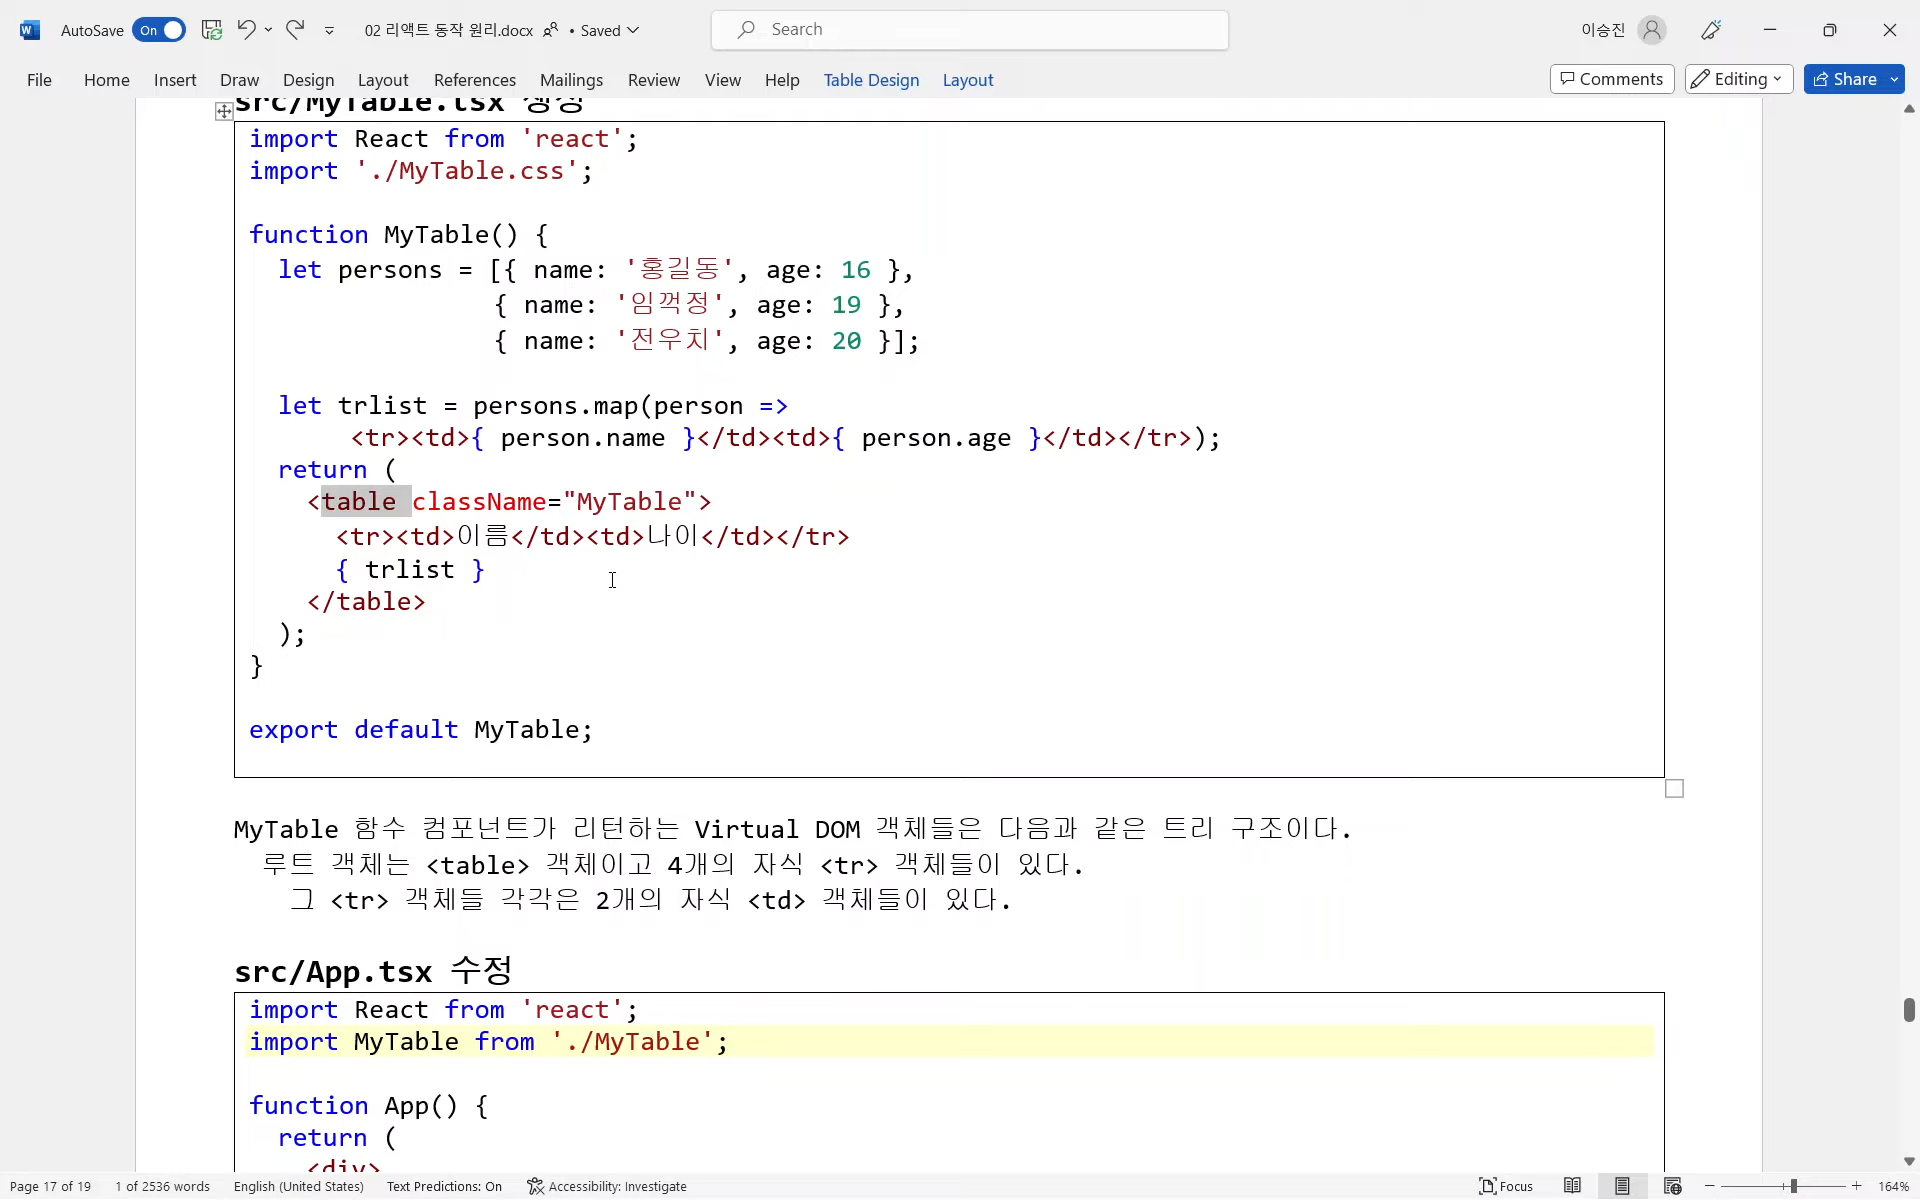 AutoSave On 02 리액트 동작 원리.docx • Saved Search 이승진
File Home Insert Draw Design Layout References Mailings Review View Help Table Design Layout Comments Editing Share
src/MyTable.tsx 생성
import React from 'react';
import './MyTable.css';
function MyTable() {
let persons = [{ name: '홍길동', age: 16 },
{ name: '임꺽정', age: 19 },
{ name: '전우치', age: 20 }];
let trlist = persons.map(person =>
<tr><td>{ person.name }</td><td>{ person.age }</td></tr>);
return (
<table className="MyTable">
<tr><td>이름</td><td>나이</td></tr>
{ trlist }
</table>
);
}
export default MyTable;
MyTable 함수 컴포넌트가 리턴하는 Virtual DOM 객체들은 다음과 같은 트리 구조이다.
루트 객체는 <table> 객체이고 4개의 자식 <tr> 객체들이 있다.
그 <tr> 객체들 각각은 2개의 자식 <td> 객체들이 있다.
src/App.tsx 수정
import React from 'react';
import MyTable from './MyTable';
function App() {
return (
<div>
Page 17 of 19 1 of 2536 words English (United States) Text Predictions: On Accessibility: Investigate Focus 164%